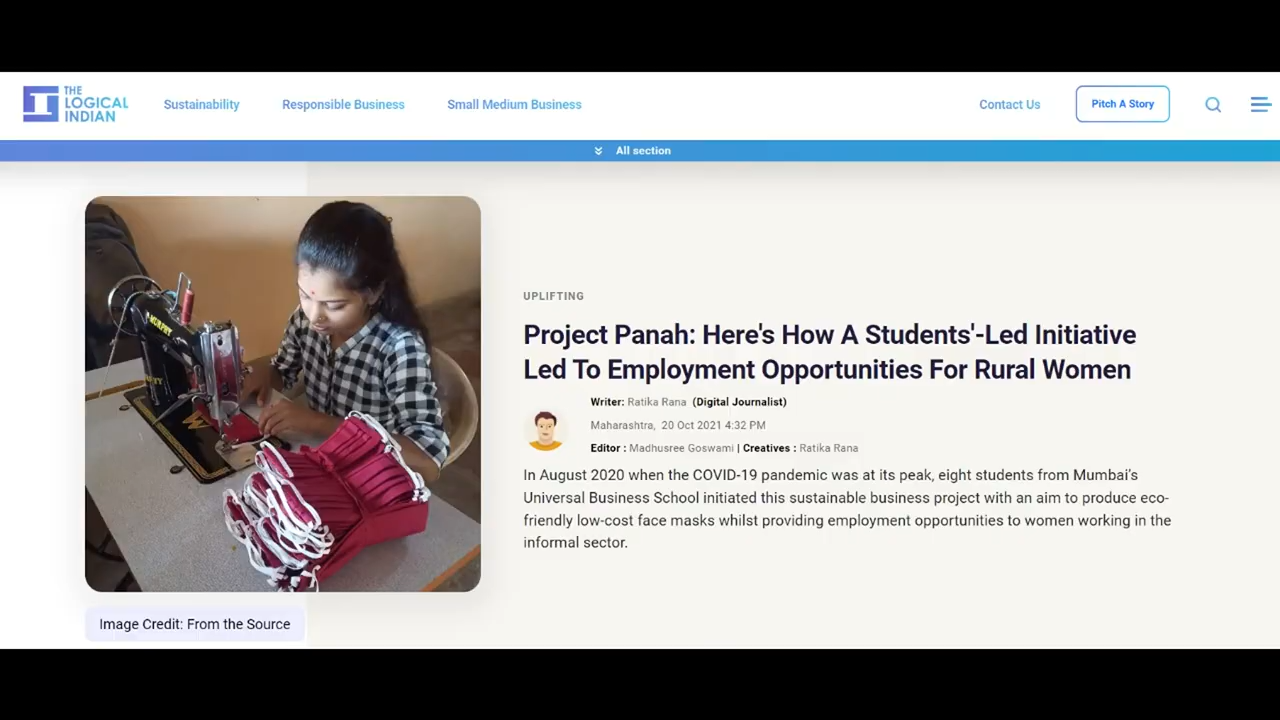 THE
LOGICAL
INDIAN
Sustainability
Responsible Business
Small Medium Business
Contact Us
Pitch A Story
All section
MURPHY
UPLIFTING
Project Panah: Here's How A Students'-Led Initiative
Led To Employment Opportunities For Rural Women
Writer: Ratika Rana (Digital Journalist)
Maharashtra, 20 Oct 2021 4:32 PM
Editor : Madhusree Goswami | Creatives : Ratika Rana
In August 2020 when the COVID-19 pandemic was at its peak, eight students from Mumbai's
Universal Business School initiated this sustainable business project with an aim to produce eco-
friendly low-cost face masks whilst providing employment opportunities to women working in the
informal sector.
Image Credit: From the Source